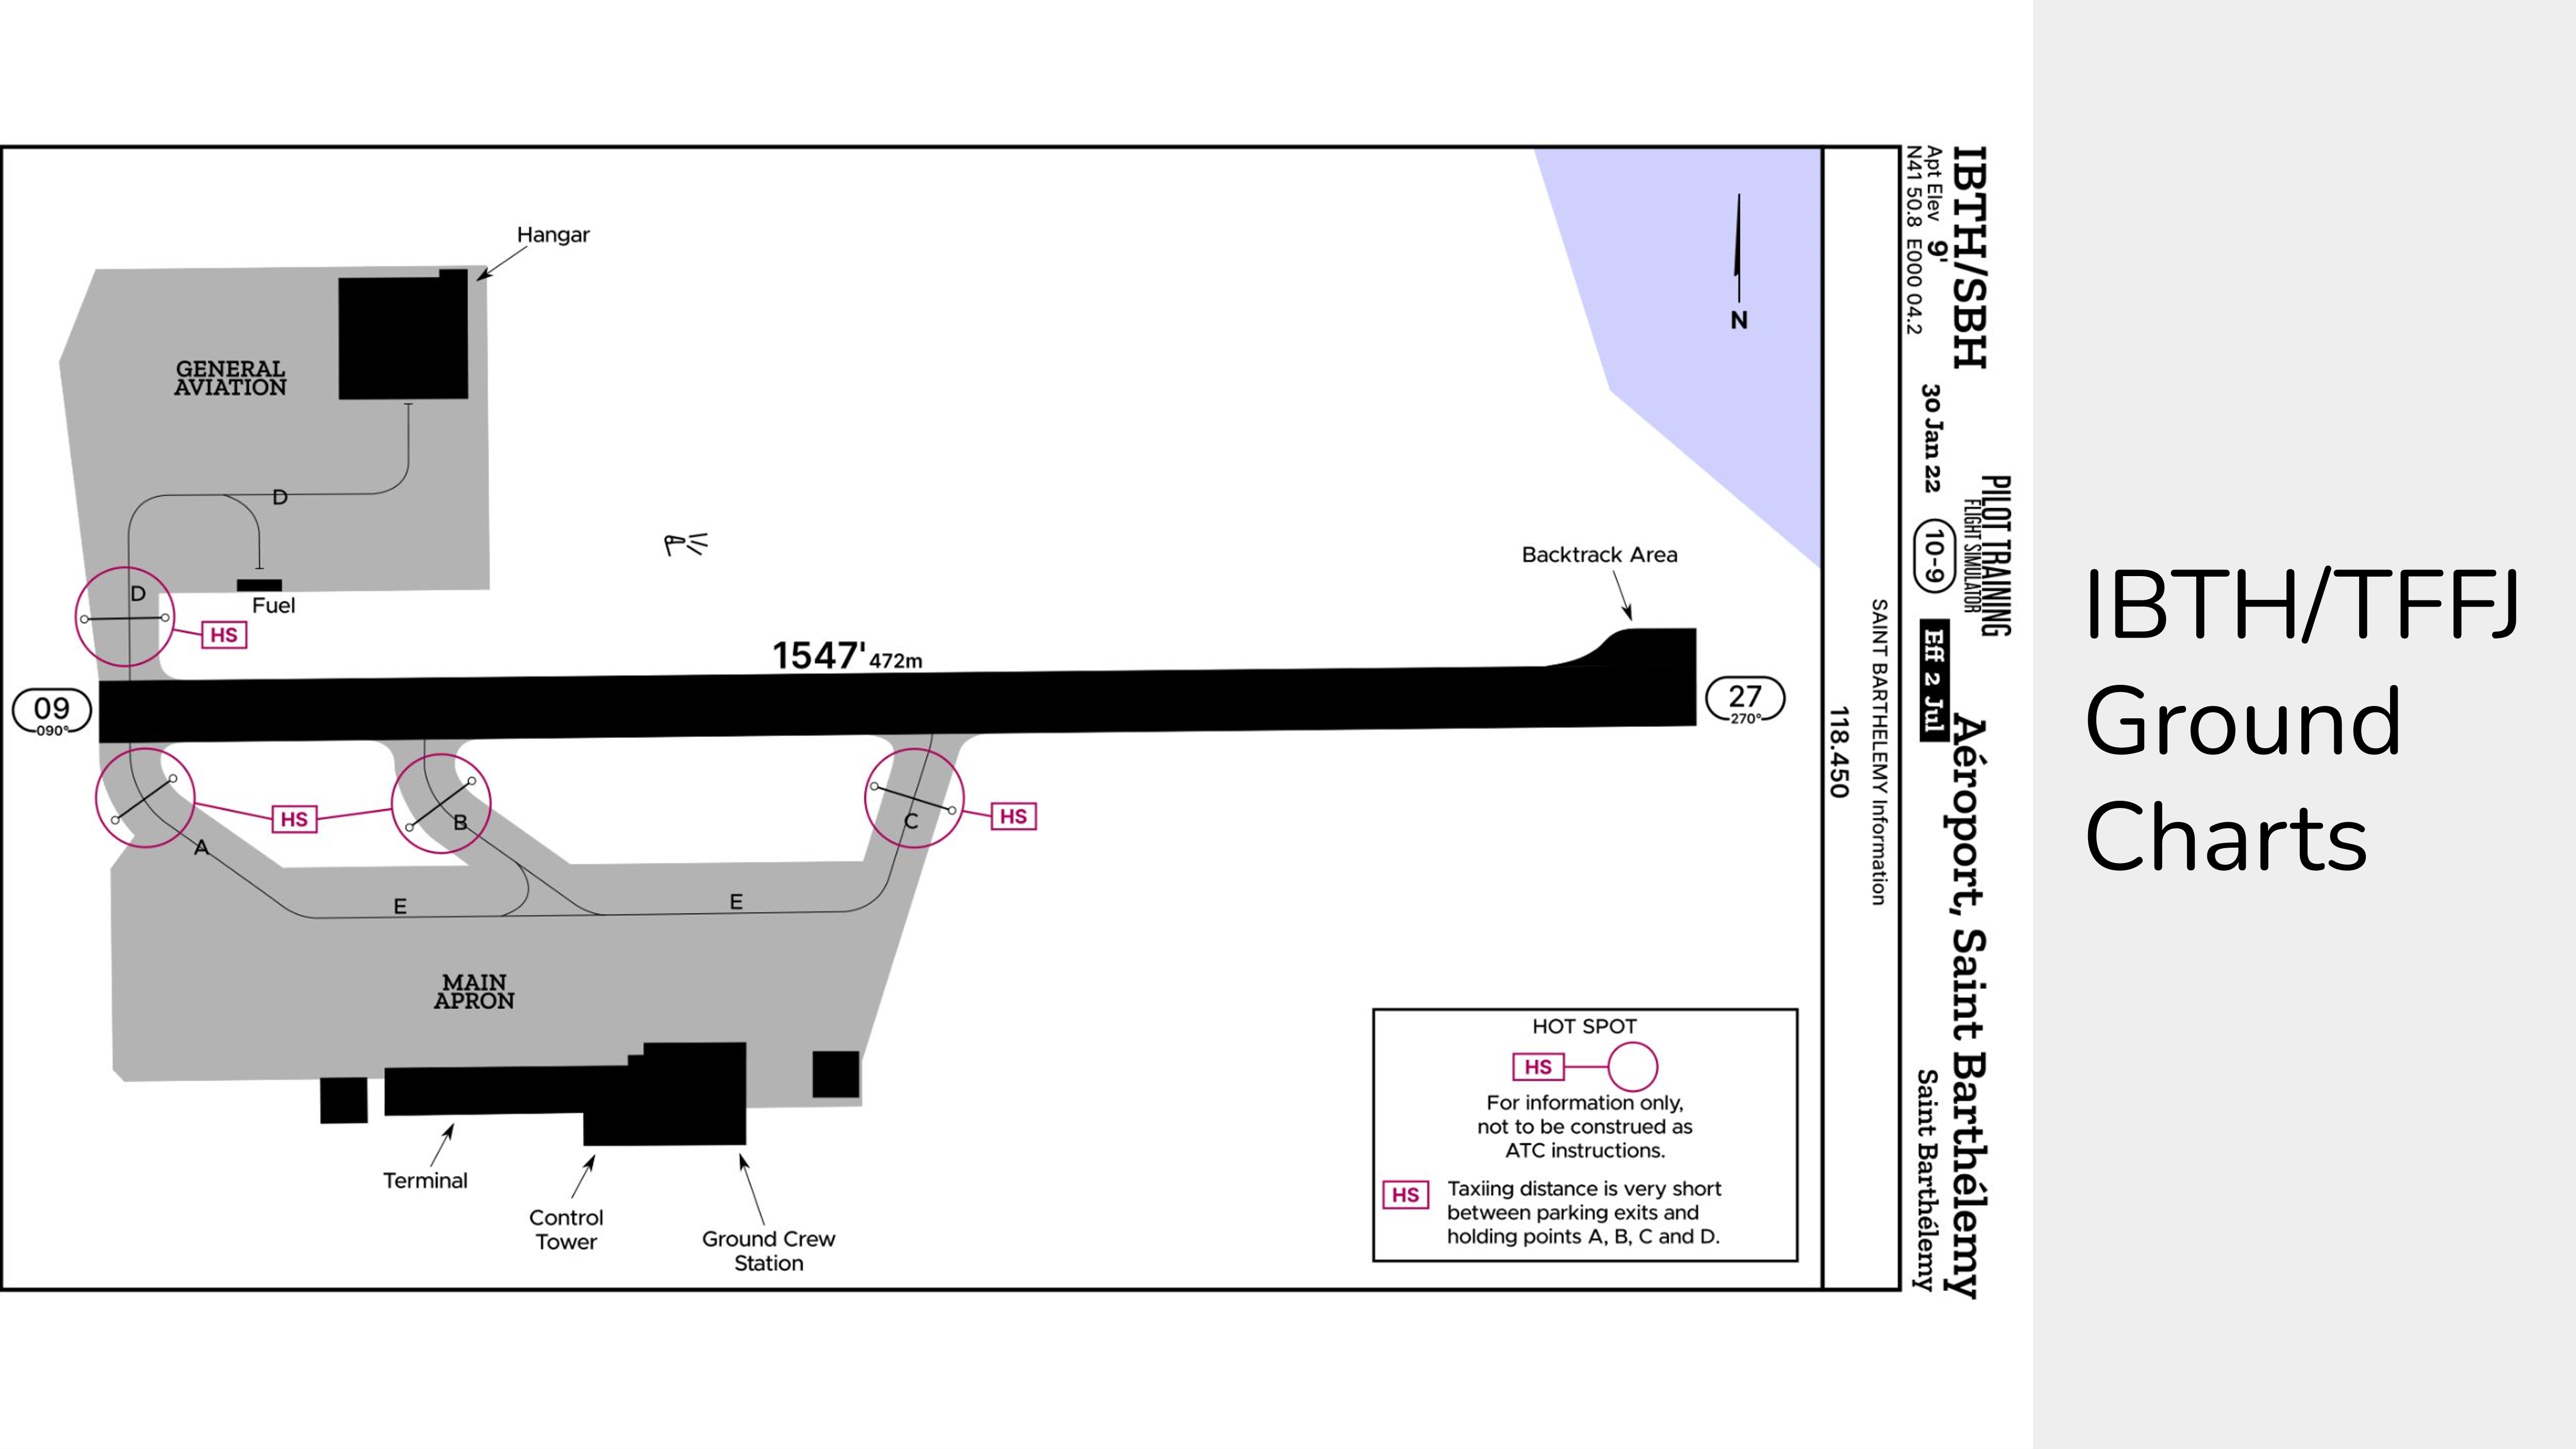 IBTH/SBH
Apt Elev 9'
N41 50.8 E000 04.2
30 Jan 22
10-9
Eff 2 Jul
PILOT TRAINING
FLIGHT SIMULATOR
Aéroport, Saint Barthélemy
Saint Barthélemy
SAINT BARTHELEMY Information
118.450
Hangar
GENERAL
AVIATION
D
D
Fuel
HS
N
Backtrack Area
1547' 472m
09
090°
27
270°
HS
HS
A
B
C
E
E
MAIN
APRON
Terminal
Control
Tower
Ground Crew
Station
HOT SPOT
HS
For information only,
not to be construed as
ATC instructions.
HS
Taxiing distance is very short
between parking exits and
holding points A, B, C and D.
IBTH/TFFJ
Ground
Charts